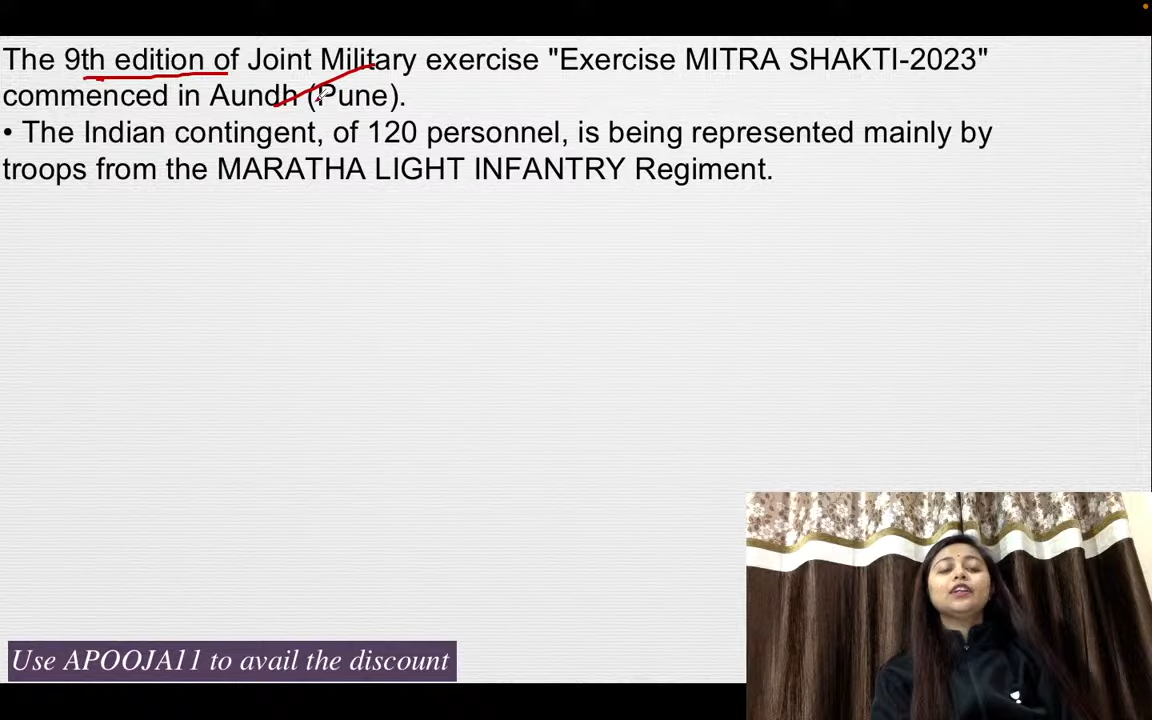 The 9th edition of Joint Military exercise "Exercise MITRA SHAKTI-2023"
commenced in Aundh (Pune).
• The Indian contingent, of 120 personnel, is being represented mainly by
troops from the MARATHA LIGHT INFANTRY Regiment.
Use APOOJA11 to avail the discount